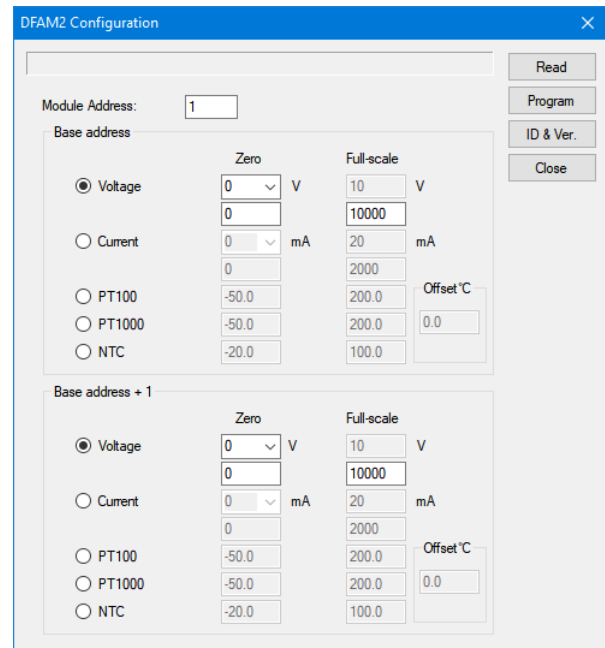 DFAM2 Configuration
Read
Module Address: 1
Program
Base address
ID & Ver.
Zero Full-scale
Close
Voltage 0 V 10 V
0 10000
Current 0 mA 20 mA
0 2000
Offset°C
PT100 -50.0 200.0
PT1000 -50.0 200.0 0.0
NTC -20.0 100.0
Base address + 1
Zero Full-scale
Voltage 0 V 10 V
0 10000
Current 0 mA 20 mA
0 2000
Offset°C
PT100 -50.0 200.0
PT1000 -50.0 200.0 0.0
NTC -20.0 100.0